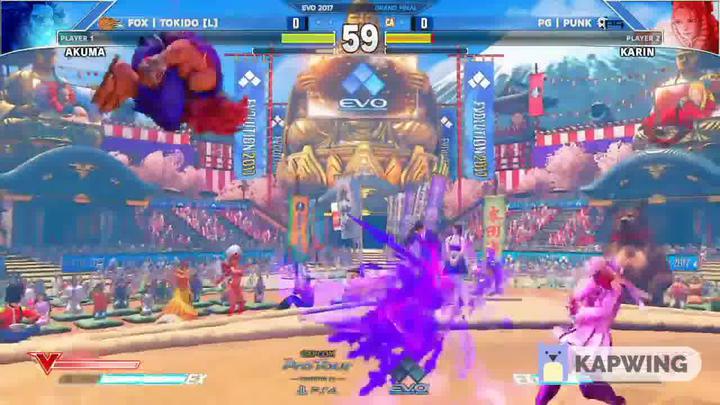 EVO 2017
GRAND FINAL
FOX | TOKIDO [L]
0
CA
0
PG | PUNK
PLAYER 1
59
PLAYER 2
AKUMA
KARIN
EVO
EVOLUTION 2017
EVOLUTION 2017
CAPCOM
Pro Tour
PS4
EVO
V
EX
KAPWING